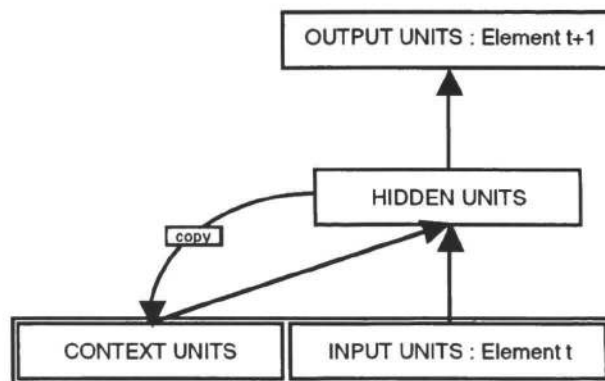 OUTPUT UNITS : Element t+1
HIDDEN UNITS
copy
CONTEXT UNITS
INPUT UNITS : Element t